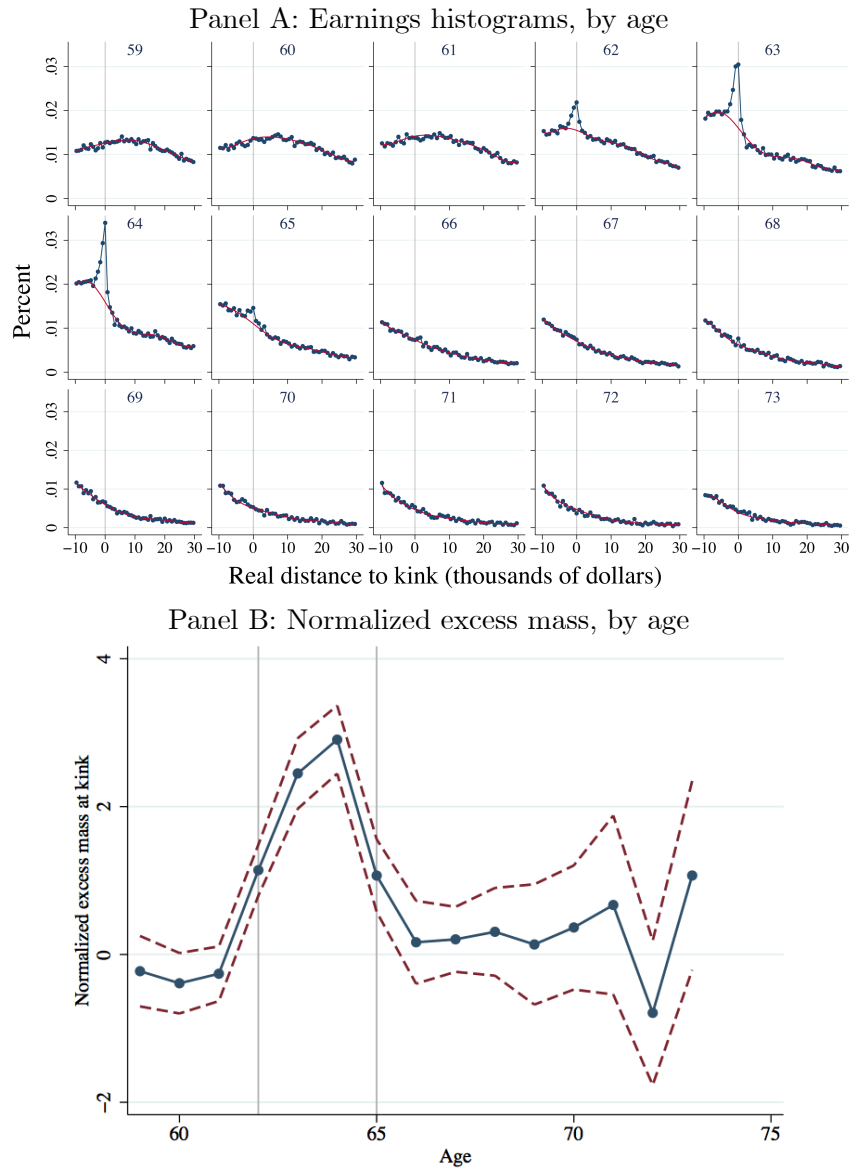 Panel A: Earnings histograms, by age
59 60 61 62 63
.03
.02
.01
0
64 65 66 67 68
.03
.02
.01
0
Percent
69 70 71 72 73
.03
.02
.01
0
−10 0 10 20 30 −10 0 10 20 30 −10 0 10 20 30 −10 0 10 20 30 −10 0 10 20 30
Real distance to kink (thousands of dollars)
Panel B: Normalized excess mass, by age
4
2
0
−2
Normalized excess mass at kink
60 65 70 75
Age